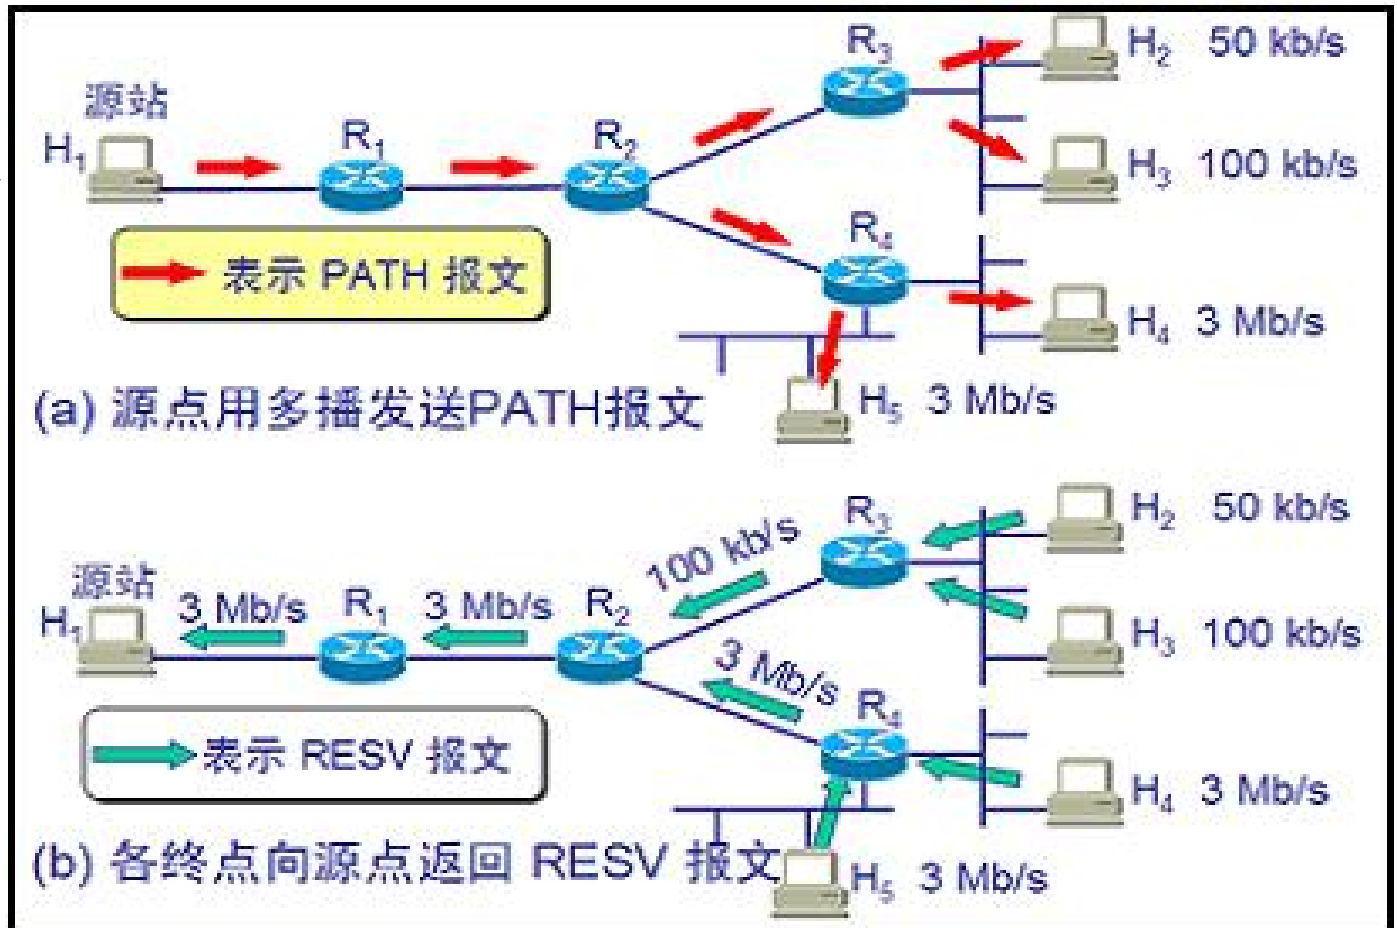 源站
H₁
R₁
R₂
R₃
R₄
H₂ 50 kb/s
H₃ 100 kb/s
H₄ 3 Mb/s
H₅ 3 Mb/s
表示 PATH 报文
(a) 源点用多播发送PATH报文
源站
H₁
3 Mb/s
R₁
3 Mb/s
R₂
100 kb/s
3 Mb/s
R₃
R₄
H₂ 50 kb/s
H₃ 100 kb/s
H₄ 3 Mb/s
H₅ 3 Mb/s
表示 RESV 报文
(b) 各终点向源点返回 RESV 报文